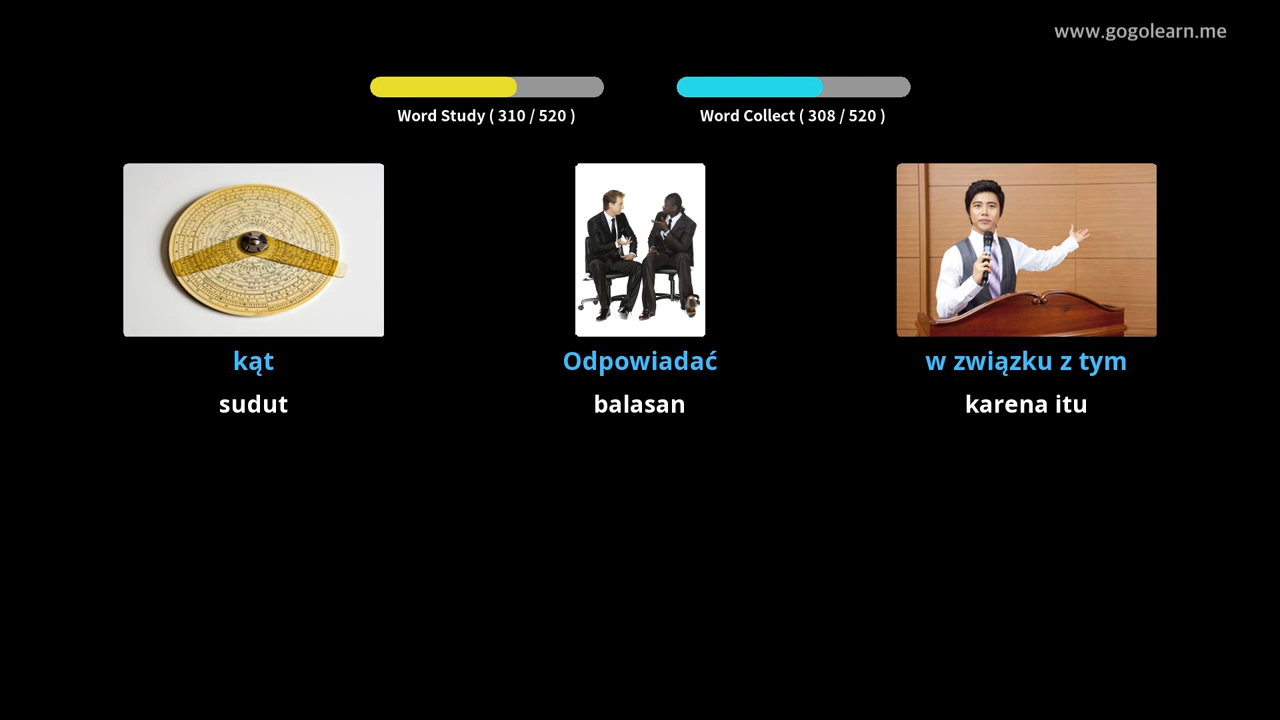 www.gogolearn.me
Word Study ( 310 / 520 )
Word Collect ( 308 / 520 )
kąt
Odpowiadać
w związku z tym
sudut
balasan
karena itu